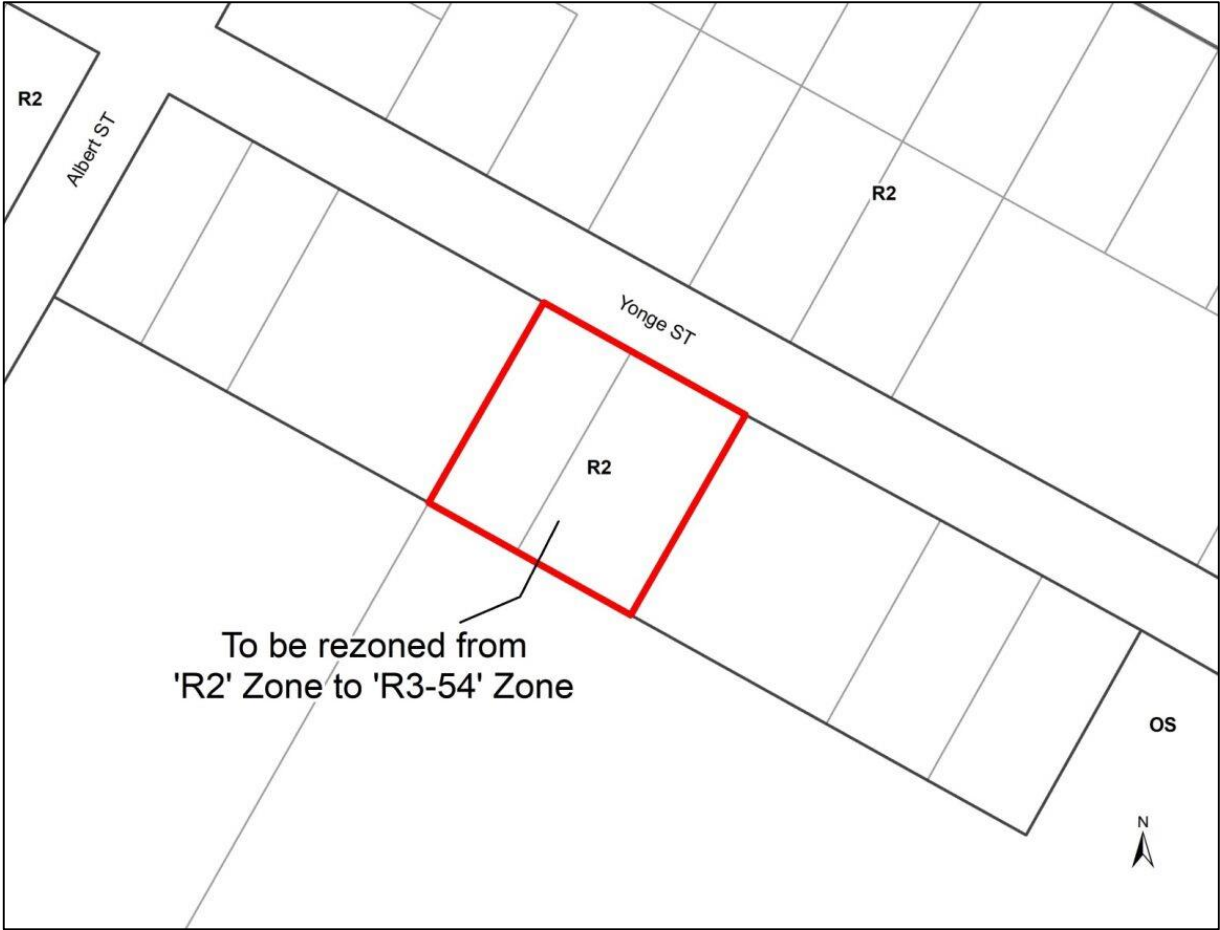 R2
Albert ST
R2
Yonge ST
R2
To be rezoned from
'R2' Zone to 'R3-54' Zone
OS
N